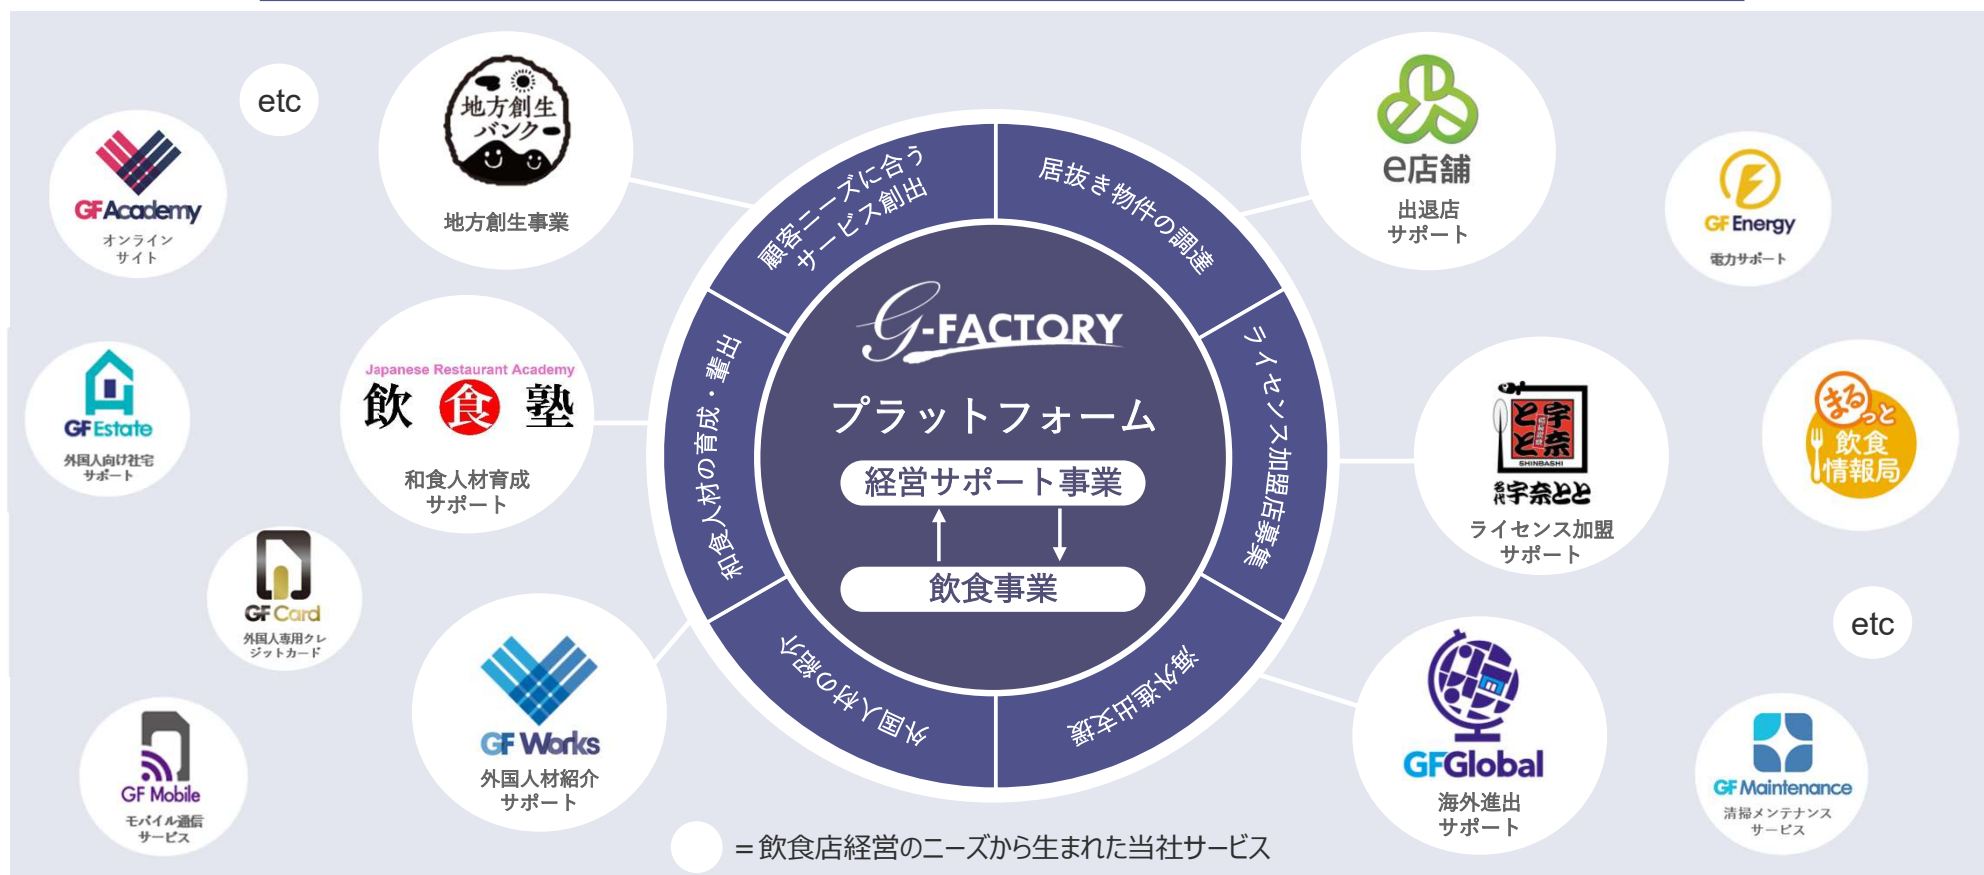 etc
地方創生
バンク
地方創生事業
GFAcademy
オンライン
サイト
GF Estate
外国人向け社宅
サポート
Japanese Restaurant Academy
飲食塾
和食人材育成
サポート
GF Card
外国人専用クレ
ジットカード
GF Mobile
モバイル通信
サービス
GF Works
外国人材紹介
サポート
顧客ニーズに合う
サービス創出
居抜き物件の調達
和食人材の育成・輩出
ライセンス加盟店募集
外国人材の紹介
海外進出支援
G-FACTORY
プラットフォーム
経営サポート事業
飲食事業
e店舗
出退店
サポート
GF Energy
電力サポート
宇奈
とと
SHINBASHI
名代 宇奈とと
ライセンス加盟
サポート
まるっと
飲食
情報局
etc
GFGlobal
海外進出
サポート
GF Maintenance
清掃メンテナンス
サービス
=飲食店経営のニーズから生まれた当社サービス